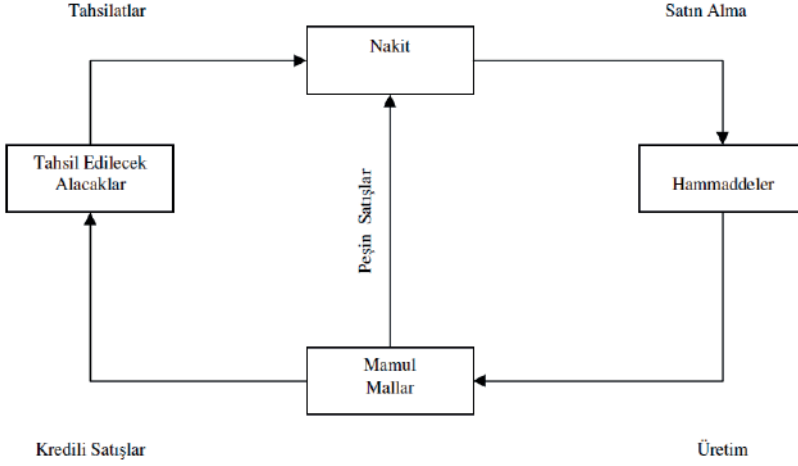 Tahsilatlar
Satın Alma
Nakit
Tahsil Edilecek
Alacaklar
Hammaddeler
Peşin Satışlar
Mamul
Mallar
Kredili Satışlar
Üretim